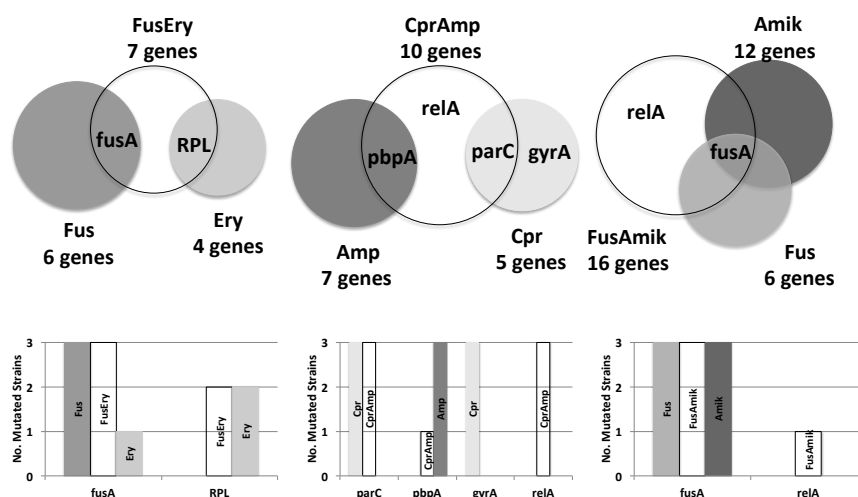 FusEry
7 genes
fusA
RPL
Fus
6 genes
Ery
4 genes
CprAmp
10 genes
relA
pbpA
parC
gyrA
Amp
7 genes
Cpr
5 genes
Amik
12 genes
relA
fusA
FusAmik
16 genes
Fus
6 genes
No. Mutated Strains
3
2
1
0
Fus
FusEry
Ery
FusEry
Ery
fusA
RPL
No. Mutated Strains
3
2
1
0
Cpr
CprAmp
CprAmp
Amp
Cpr
CprAmp
parC
pbpA
gyrA
relA
No. Mutated Strains
3
2
1
0
Fus
FusAmik
Amik
FusAmik
fusA
relA